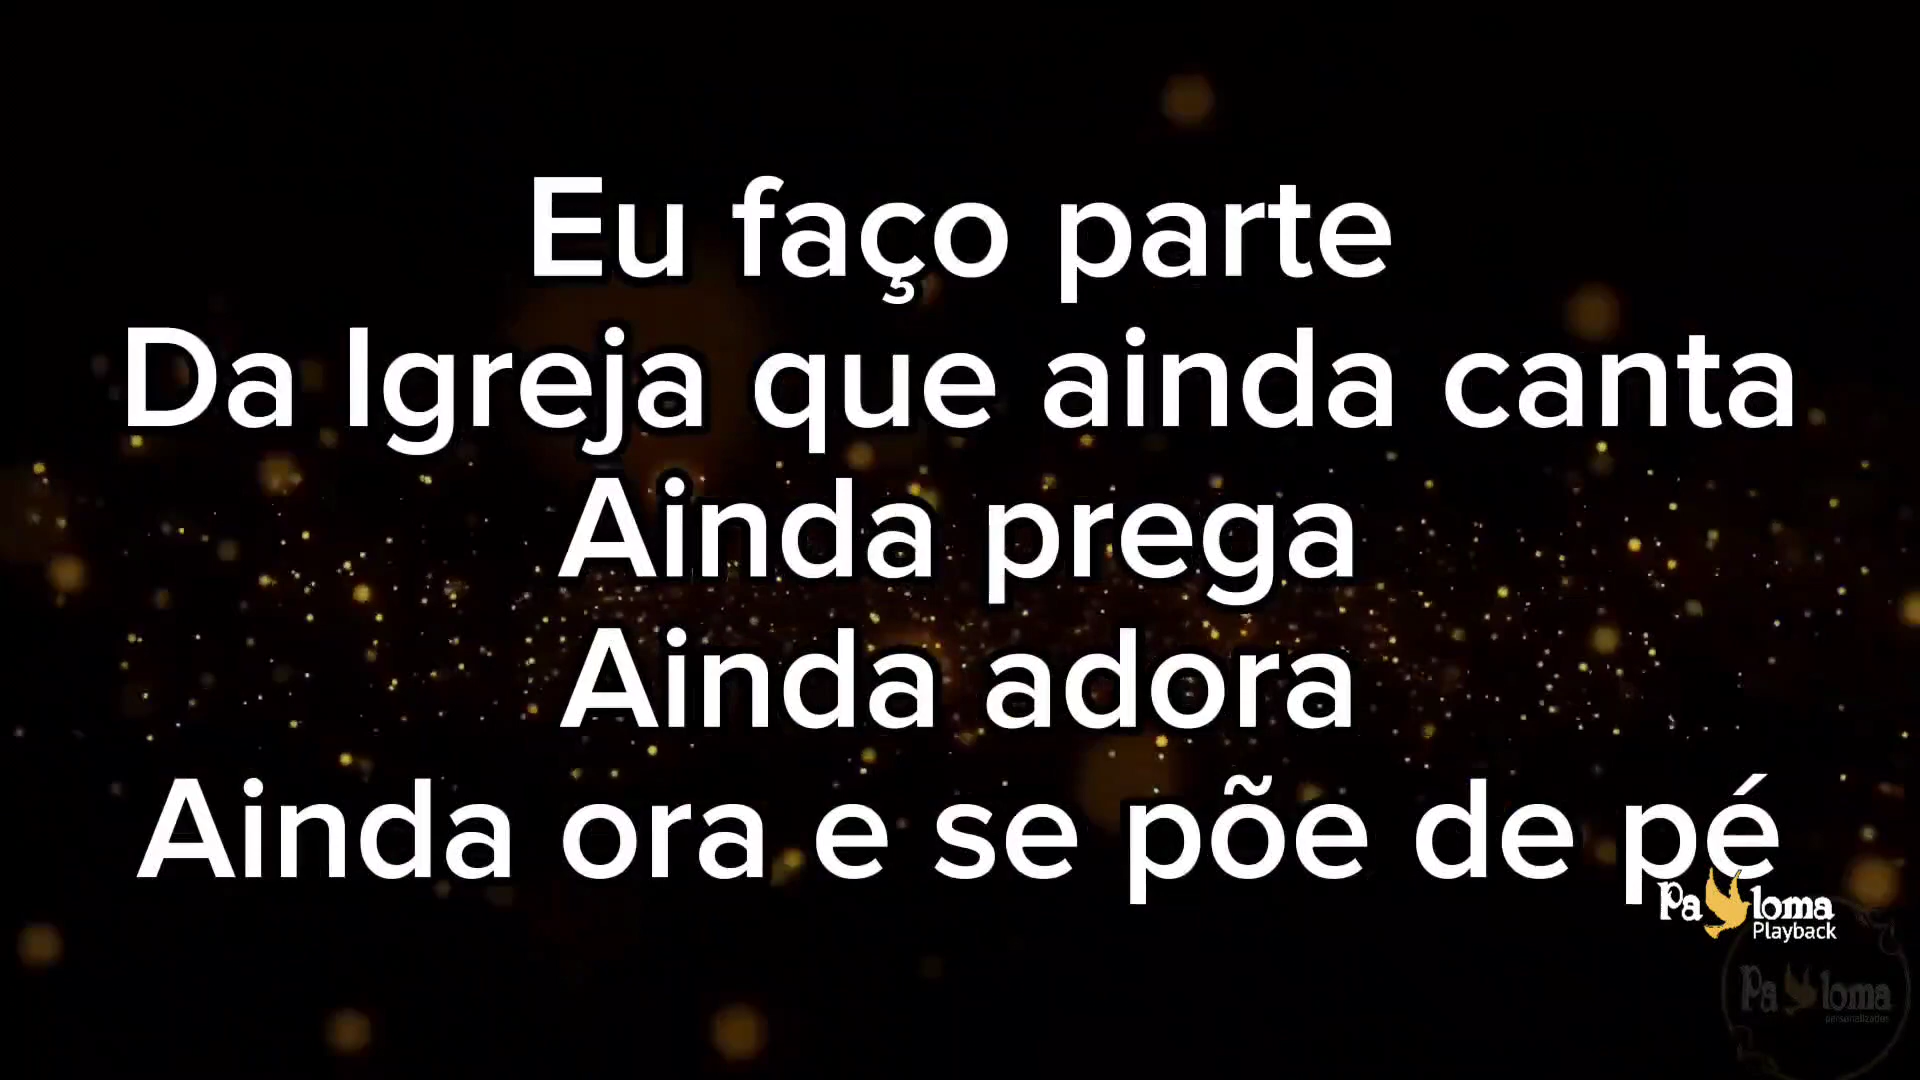 Eu faço parte
Da Igreja que ainda canta
Ainda prega
Ainda adora
Ainda ora e se põe de pé
Paloma
Playback
Paloma
personalizados